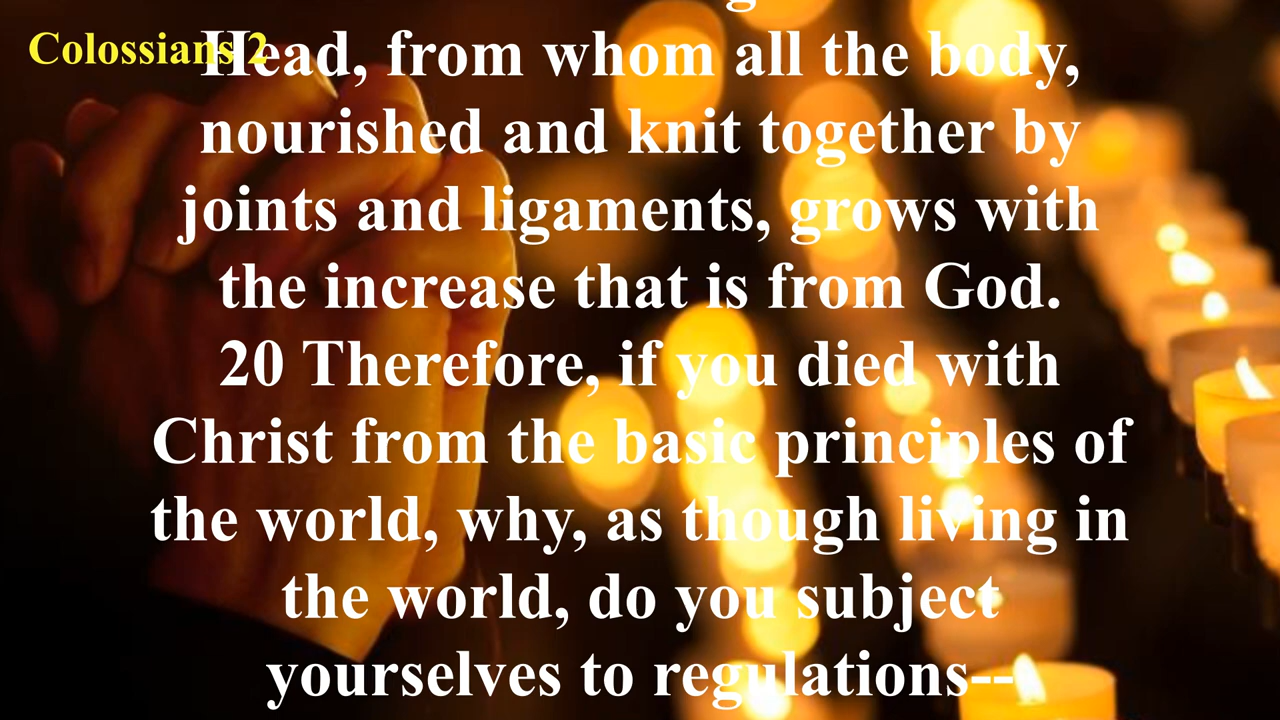 Colossians 2
Head, from whom all the body,
nourished and knit together by
joints and ligaments, grows with
the increase that is from God.
20 Therefore, if you died with
Christ from the basic principles of
the world, why, as though living in
the world, do you subject
yourselves to regulations--